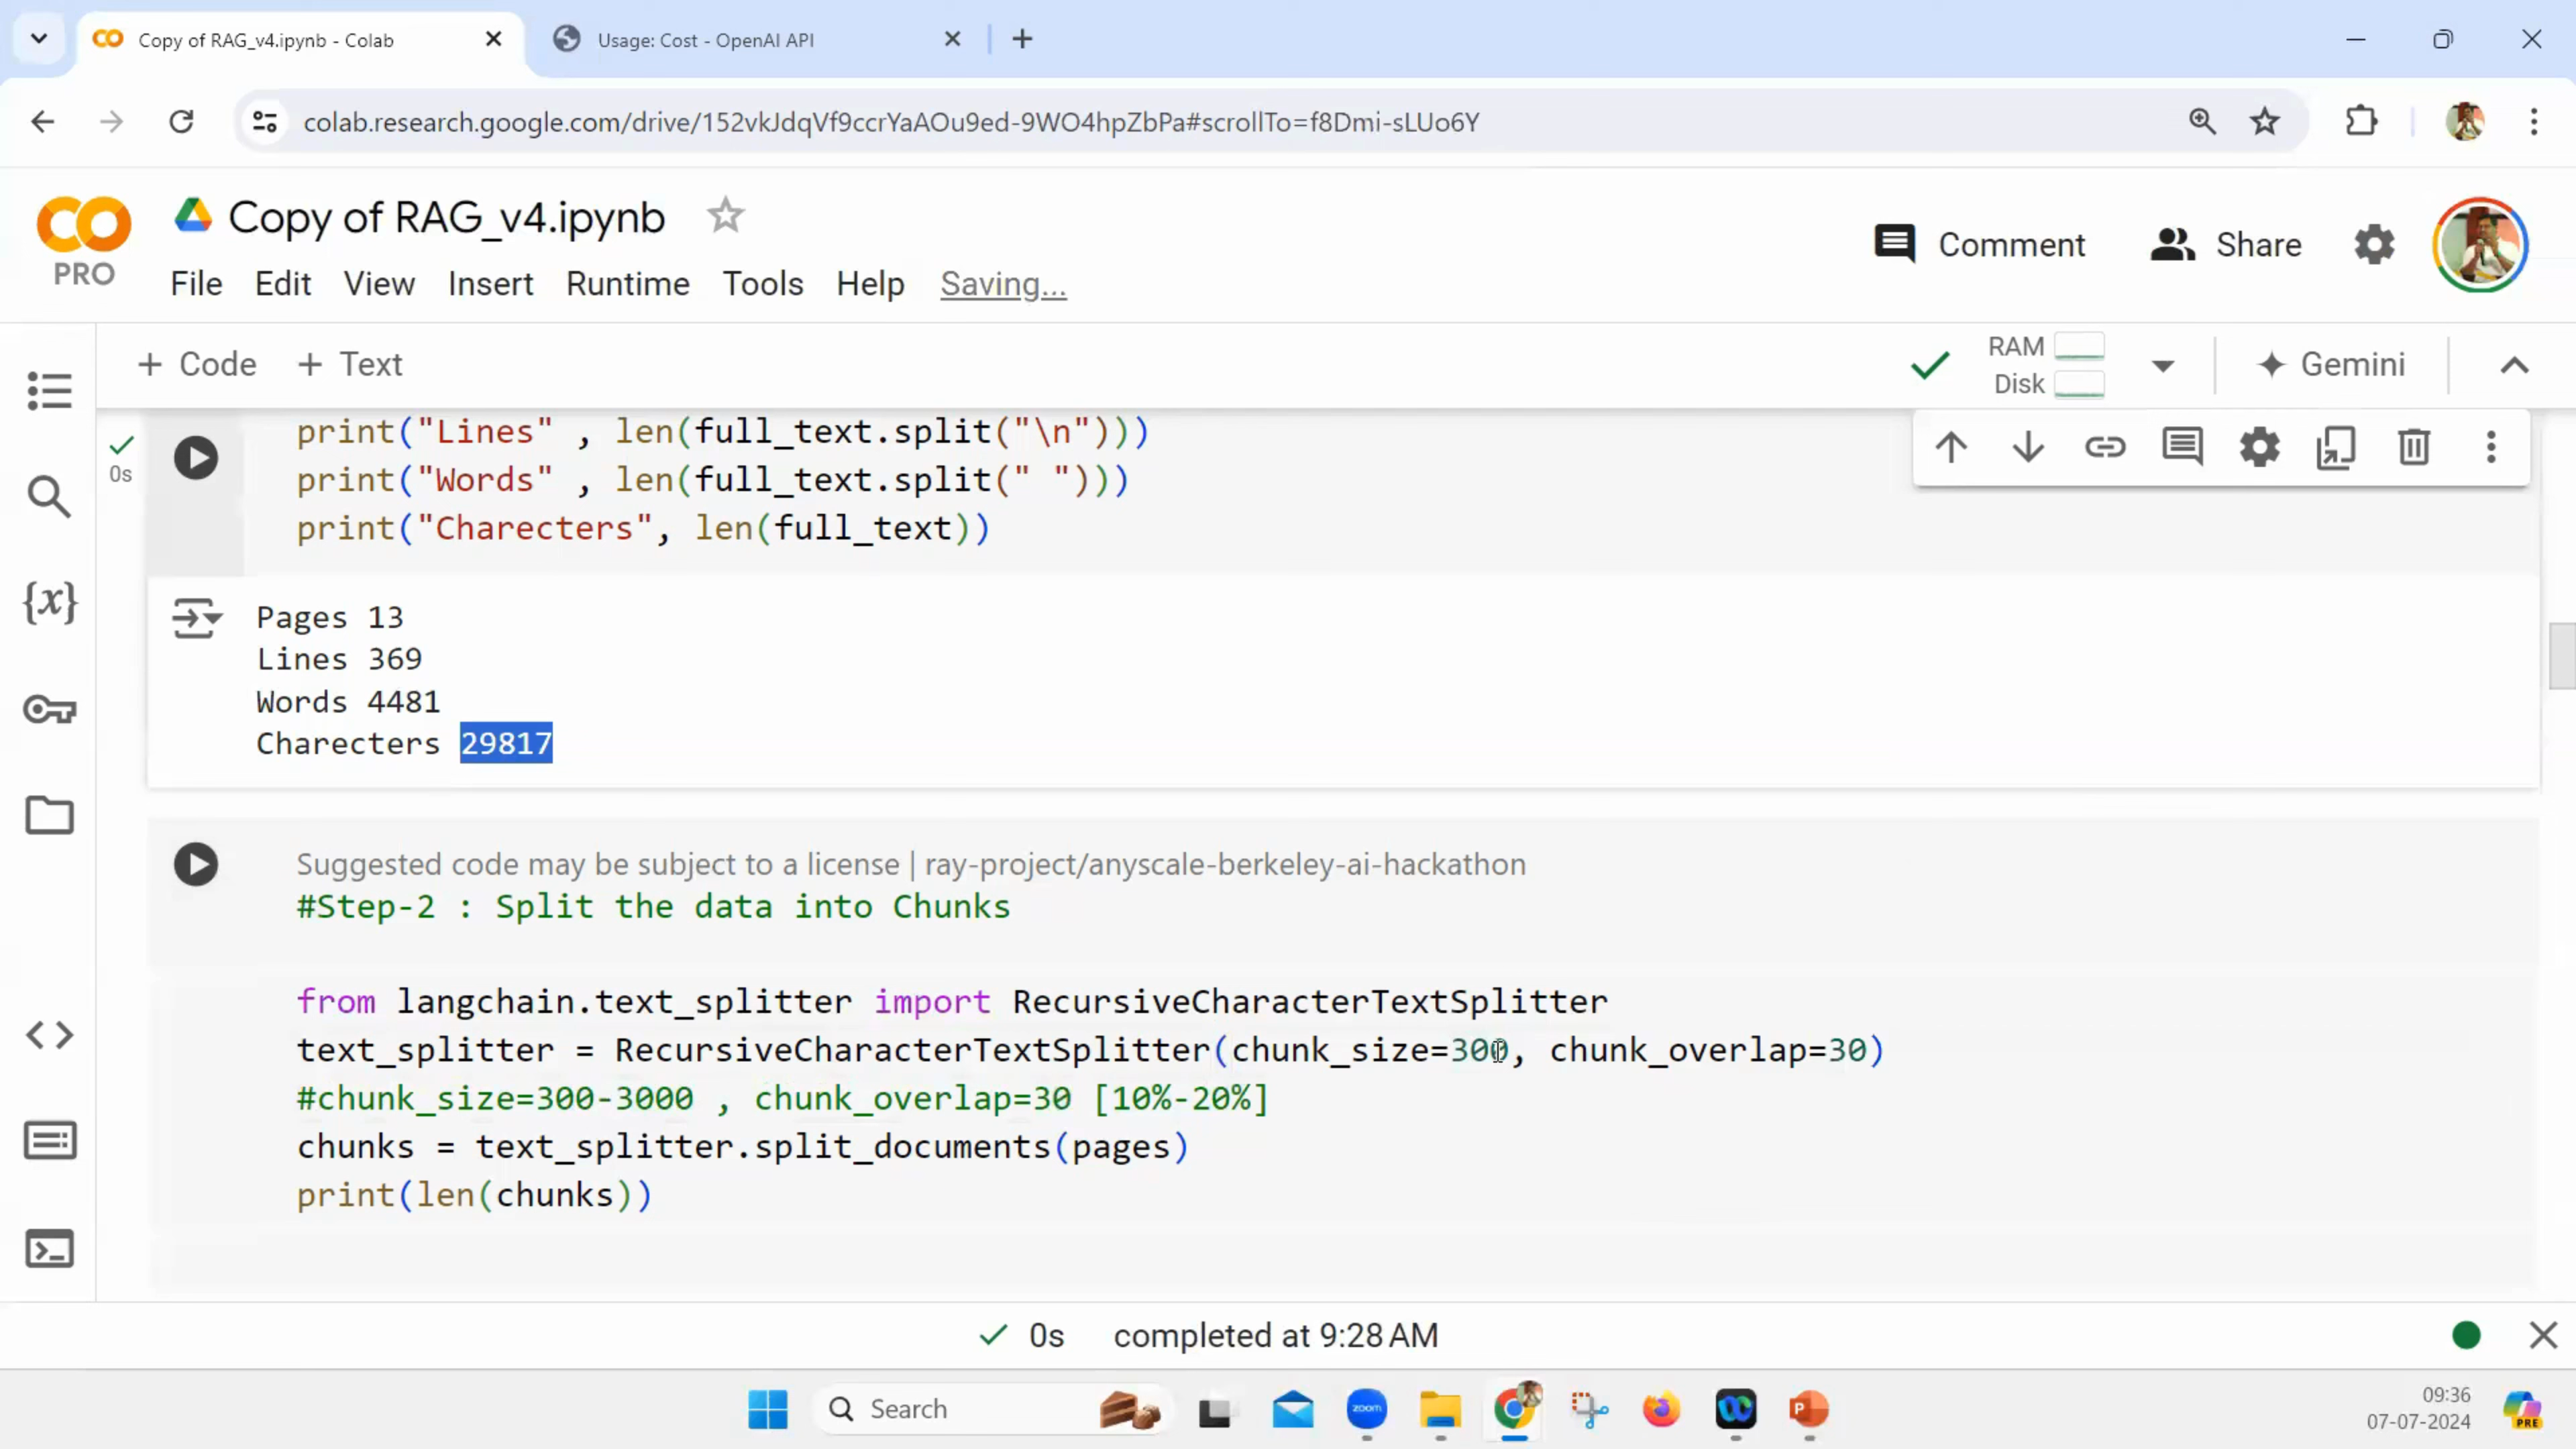 Copy of RAG_v4.ipynb - Colab
Usage: Cost - OpenAI API
colab.research.google.com/drive/152vkJdqVf9ccrYaAOu9ed-9WO4hpZbPa#scrollTo=f8Dmi-sLUo6Y
CO
PRO
Copy of RAG_v4.ipynb
Comment
Share
File Edit View Insert Runtime Tools Help Saving...
+ Code + Text
RAM
Disk
Gemini
0s
print("Lines" , len(full_text.split("\n")))
print("Words" , len(full_text.split(" ")))
print("Charecters", len(full_text))
Pages 13
Lines 369
Words 4481
Charecters 29817
Suggested code may be subject to a license | ray-project/anyscale-berkeley-ai-hackathon
#Step-2 : Split the data into Chunks
from langchain.text_splitter import RecursiveCharacterTextSplitter
text_splitter = RecursiveCharacterTextSplitter(chunk_size=300, chunk_overlap=30)
#chunk_size=300-3000 , chunk_overlap=30 [10%-20%]
chunks = text_splitter.split_documents(pages)
print(len(chunks))
{x}
0s completed at 9:28 AM
Search
zoom
09:36
07-07-2024
PRE